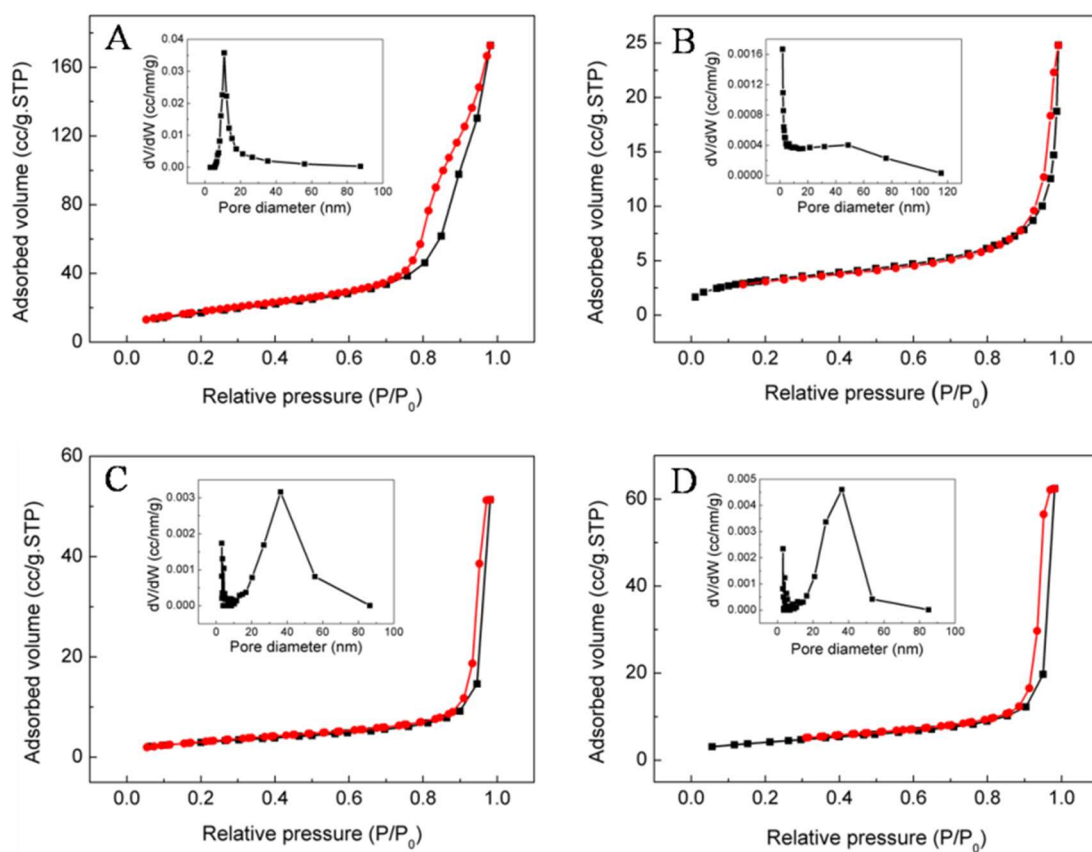 A
Adsorbed volume (cc/g.STP)
160
120
80
40
0
0.0 0.2 0.4 0.6 0.8 1.0
Relative pressure (P/P₀)
dV/dW (cc/nm/g)
0.04
0.03
0.02
0.01
0.00
0 20 40 60 80 100
Pore diameter (nm)
B
Adsorbed volume (cc/g.STP)
25
20
15
10
5
0
0.0 0.2 0.4 0.6 0.8 1.0
Relative pressure (P/P₀)
dV/dW (cc/nm/g)
0.0016
0.0012
0.0008
0.0004
0.0000
0 20 40 60 80 100 120
Pore diameter (nm)
C
Adsorbed volume (cc/g.STP)
60
40
20
0
0.0 0.2 0.4 0.6 0.8 1.0
Relative pressure (P/P₀)
dV/dW (cc/nm/g)
0.003
0.002
0.001
0.000
0 20 40 60 80 100
Pore diameter (nm)
D
Adsorbed volume (cc/g.STP)
60
40
20
0
0.0 0.2 0.4 0.6 0.8 1.0
Relative pressure (P/P₀)
dV/dW (cc/nm/g)
0.005
0.004
0.003
0.002
0.001
0.000
0 20 40 60 80 100
Pore diameter (nm)